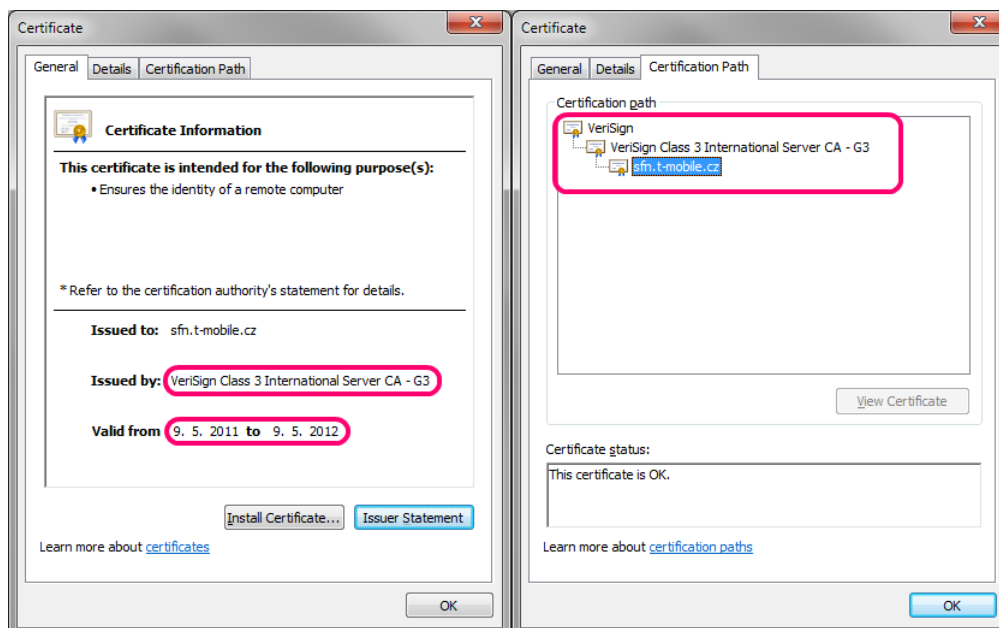 Certificate
General
Details
Certification Path
Certificate Information
This certificate is intended for the following purpose(s):
• Ensures the identity of a remote computer
* Refer to the certification authority's statement for details.
Issued to: sfn.t-mobile.cz
Issued by: VeriSign Class 3 International Server CA - G3
Valid from 9. 5. 2011 to 9. 5. 2012
Install Certificate...
Issuer Statement
Learn more about certificates
OK
Certificate
General
Details
Certification Path
Certification path
VeriSign
VeriSign Class 3 International Server CA - G3
sfn.t-mobile.cz
View Certificate
Certificate status:
This certificate is OK.
Learn more about certification paths
OK